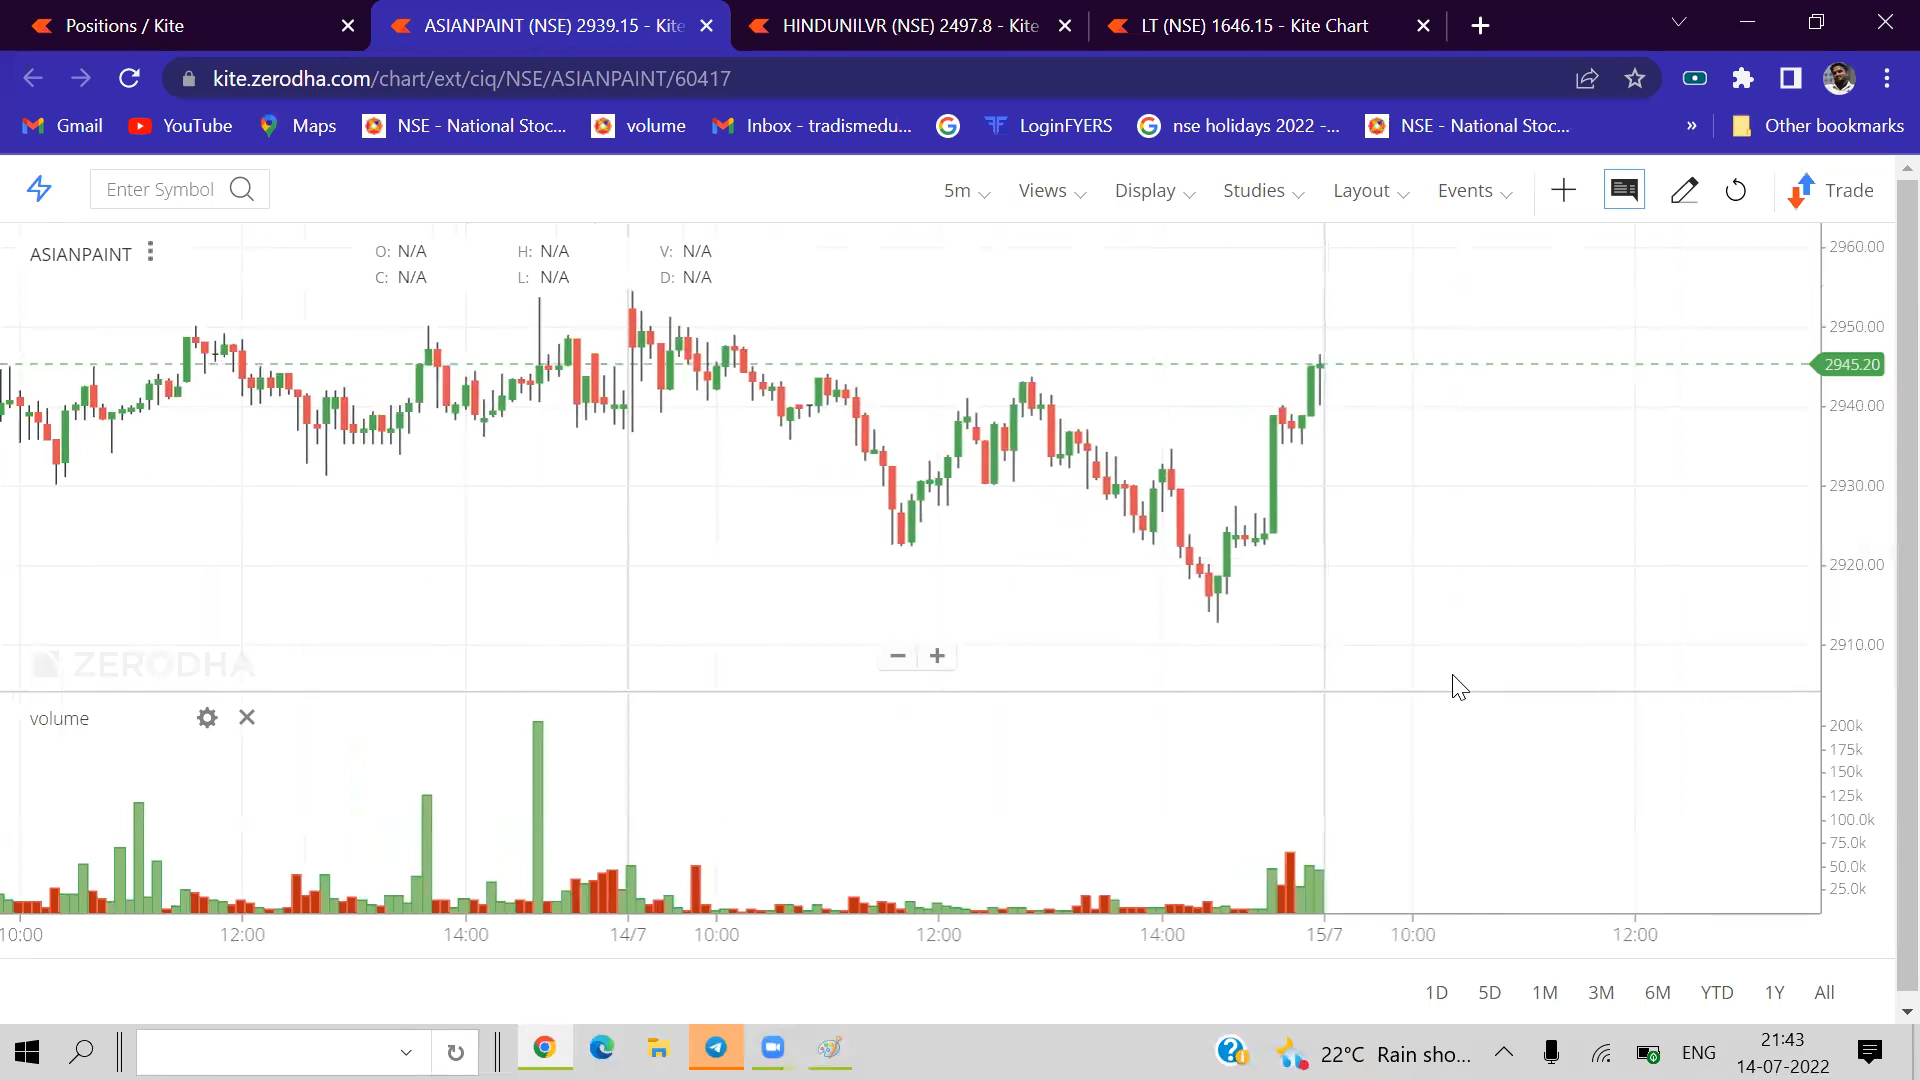 Positions / Kite
ASIANPAINT (NSE) 2939.15 - Kite
HINDUNILVR (NSE) 2497.8 - Kite
LT (NSE) 1646.15 - Kite Chart
kite.zerodha.com/chart/ext/ciq/NSE/ASIANPAINT/60417
Gmail YouTube Maps NSE - National Stoc... volume Inbox - tradismedu... LoginFYERS nse holidays 2022 -... NSE - National Stoc... » Other bookmarks
Enter Symbol 5m Views Display Studies Layout Events Trade
ASIANPAINT O: N/A H: N/A V: N/A
C: N/A L: N/A D: N/A
2960.00
2950.00
2945.20
2940.00
2930.00
2920.00
2910.00
ZERODHA
volume
200k
175k
150k
125k
100.0k
75.0k
50.0k
25.0k
10:00 12:00 14:00 14/7 10:00 12:00 14:00 15/7 10:00 12:00
1D 5D 1M 3M 6M YTD 1Y All
22°C Rain sho... ENG
21:43
14-07-2022